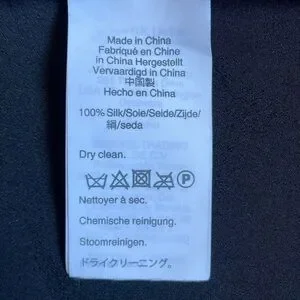 Made in China
Fabriqué en Chine
in China Hergestellt
Vervaardigd in China
中国製
Hecho en China
100% Silk/Soie/Seide/Zijde/
絹/seda
Dry clean.
P
Nettoyer à sec.
Chemische reinigung.
Stoomreinigen.
ドライクリーニング。